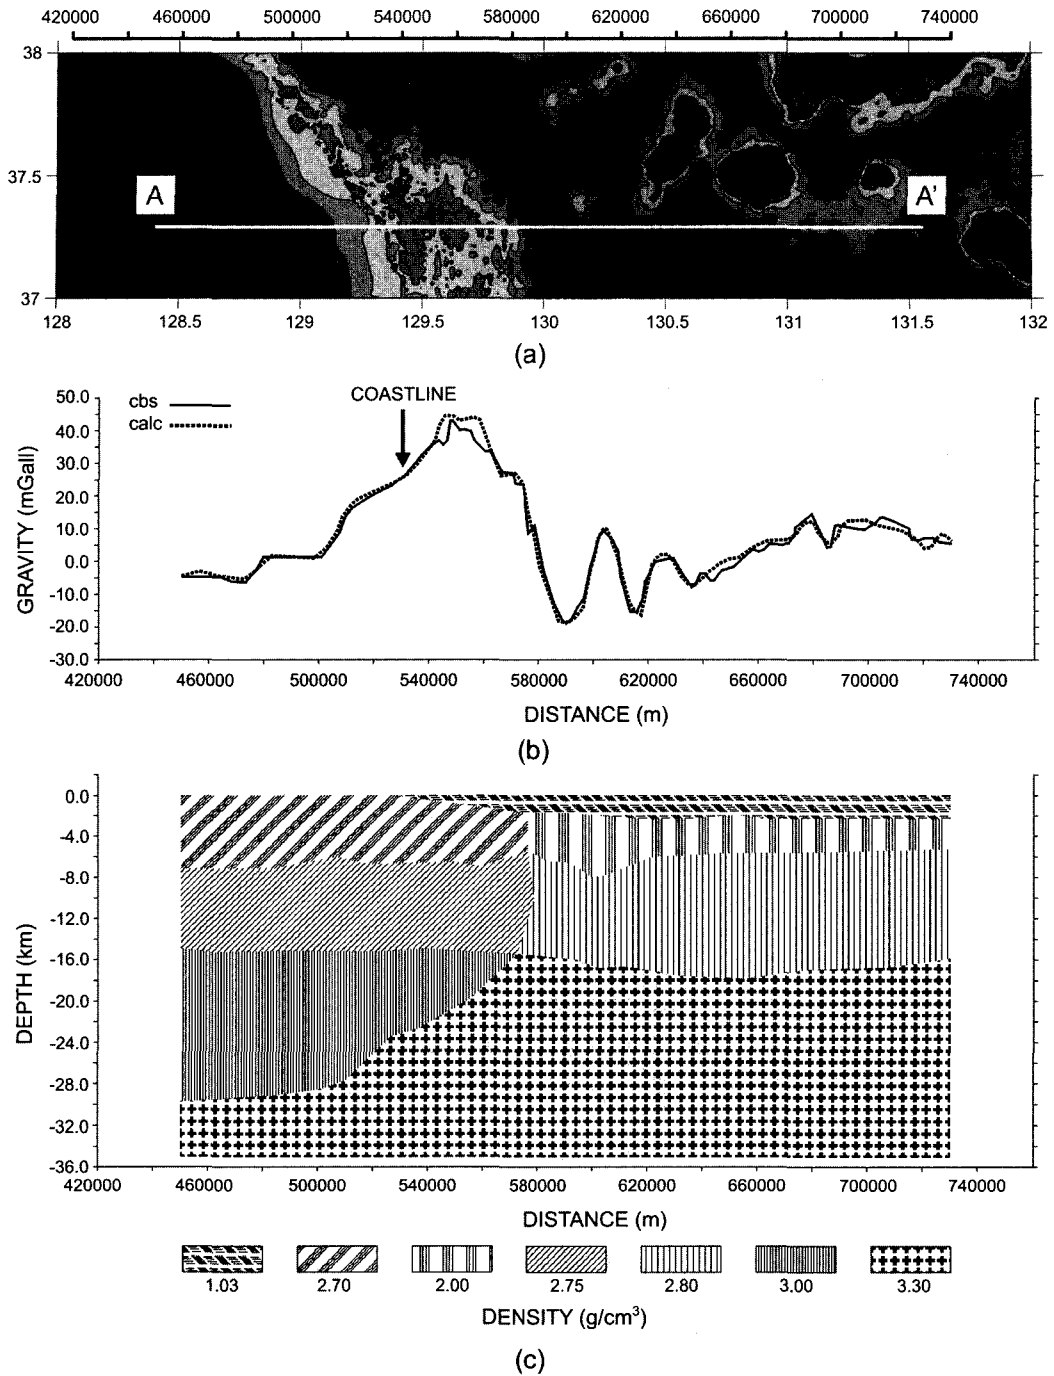 420000 460000 500000 540000 580000 620000 660000 700000 740000
38
37.5
37
A A'
128 128.5 129 129.5 130 130.5 131 131.5 132
(a)
50.0
40.0
30.0
20.0
10.0
0.0
-10.0
-20.0
-30.0
GRAVITY (mGall)
cbs
calc
COASTLINE
420000 460000 500000 540000 580000 620000 660000 700000 740000
DISTANCE (m)
(b)
0.0
-4.0
-8.0
-12.0
-16.0
-20.0
-24.0
-28.0
-32.0
-36.0
DEPTH (km)
420000 460000 500000 540000 580000 620000 660000 700000 740000
DISTANCE (m)
1.03 2.70 2.00 2.75 2.80 3.00 3.30
DENSITY (g/cm³)
(c)